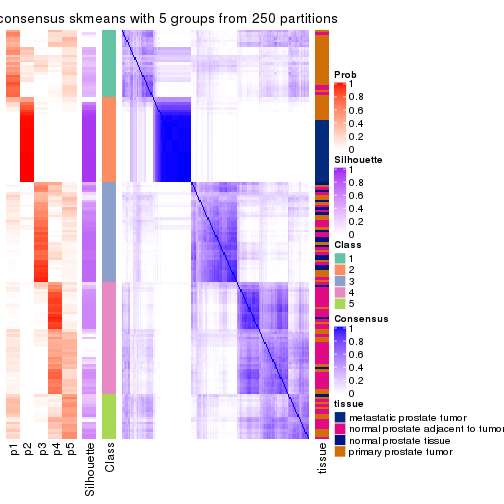 consensus skmeans with 5 groups from 250 partitions
p1
p2
p3
p4
p5
Silhouette
Class
tissue
Prob
1
0.8
0.6
0.4
0.2
0
Silhouette
1
0.8
0.6
0.4
0.2
0
Class
1
2
3
4
5
Consensus
1
0.8
0.6
0.4
0.2
0
tissue
metastatic prostate tumor
normal prostate adjacent to tumor
normal prostate tissue
primary prostate tumor